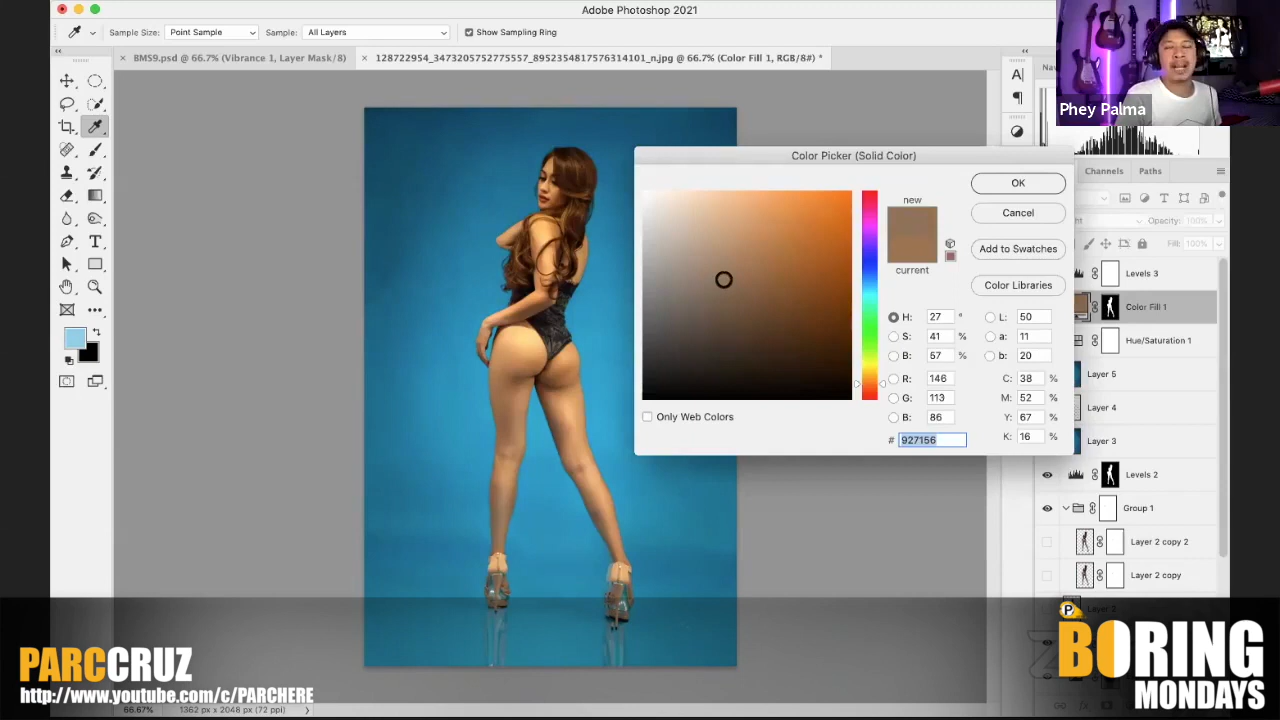 Adobe Photoshop 2021
Sample Size: Point Sample Sample: All Layers Show Sampling Ring
BMS9.psd @ 66.7% (Vibrance 1, Layer Mask/8)
128722954_3473205752775557_8952354817576314101_n.jpg @ 66.7% (Color Fill 1, RGB/8#) *
Phey Palma
Color Picker (Solid Color)
new
current
OK
Cancel
Add to Swatches
Color Libraries
H: 27 °
S: 41 %
B: 57 %
R: 146
G: 113
B: 86
# 927156
L: 50
a: 11
b: 20
C: 38 %
M: 52 %
Y: 67 %
K: 16 %
Only Web Colors
Channels Paths
Opacity: 100%
Fill: 100%
Levels 3
Color Fill 1
Hue/Saturation 1
Layer 5
Layer 4
Layer 3
Levels 2
Group 1
Layer 2 copy 2
Layer 2 copy
Layer 2
PARCCRUZ
http://www.youtube.com/c/PARCHERE
66.67% 1362 px x 2048 px (72 ppi)
P
BORING
MONDAYS